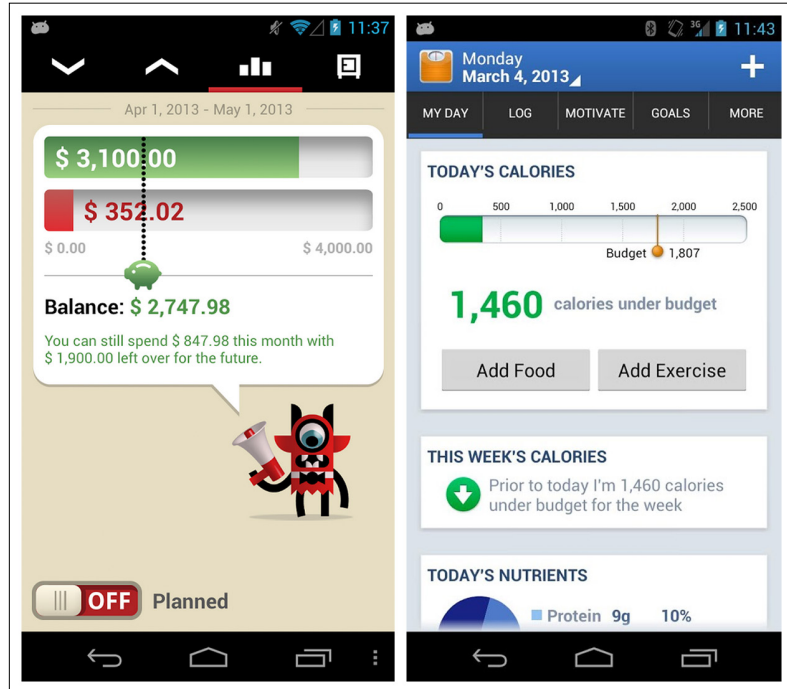 11:37
Apr 1, 2013 - May 1, 2013
$ 3,100.00
$ 352.02
$ 0.00 $ 4,000.00
Balance: $ 2,747.98
You can still spend $ 847.98 this month with
$ 1,900.00 left over for the future.
OFF Planned
3G 11:43
Monday
March 4, 2013
MY DAY LOG MOTIVATE GOALS MORE
TODAY'S CALORIES
0 500 1,000 1,500 2,000 2,500
Budget 1,807
1,460 calories under budget
Add Food Add Exercise
THIS WEEK'S CALORIES
Prior to today I'm 1,460 calories
under budget for the week
TODAY'S NUTRIENTS
Protein 9g 10%